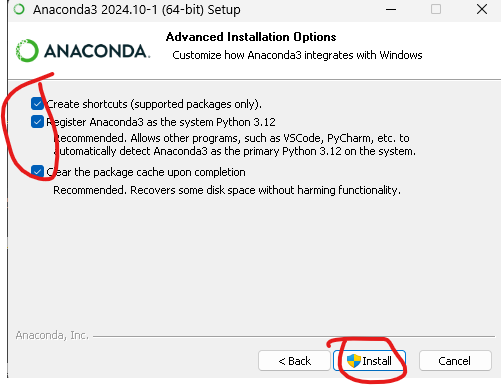 Anaconda3 2024.10-1 (64-bit) Setup
ANACONDA.
Advanced Installation Options
Customize how Anaconda3 integrates with Windows
Create shortcuts (supported packages only).
Register Anaconda3 as the system Python 3.12
Recommended. Allows other programs, such as VSCode, PyCharm, etc. to
automatically detect Anaconda3 as the primary Python 3.12 on the system.
Clear the package cache upon completion
Recommended. Recovers some disk space without harming functionality.
Anaconda, Inc.
< Back Install Cancel